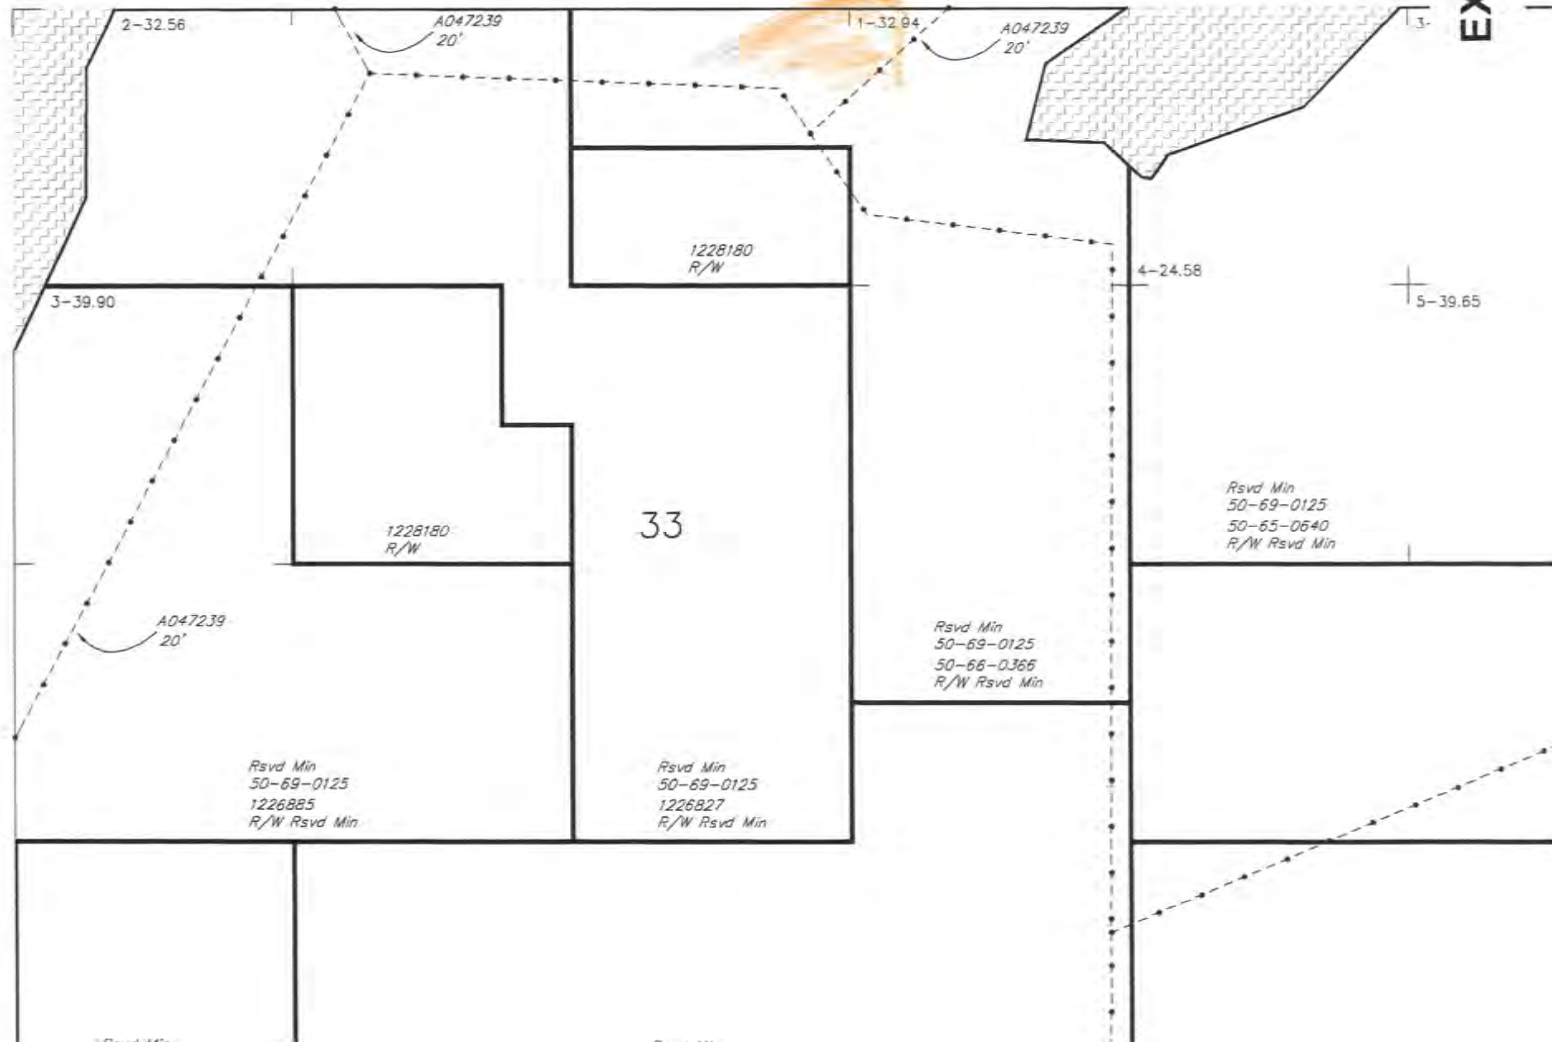 2-32.56
A047239
20'
1-32.94
A047239
20'
3-
EX
1228180
R/W
4-24.58
3-39.90
5-39.65
Rsvd Min
50-69-0125
50-65-0640
R/W Rsvd Min
1228180
R/W
33
A047239
20'
Rsvd Min
50-69-0125
50-66-0366
R/W Rsvd Min
Rsvd Min
50-69-0125
1226885
R/W Rsvd Min
Rsvd Min
50-69-0125
1226827
R/W Rsvd Min